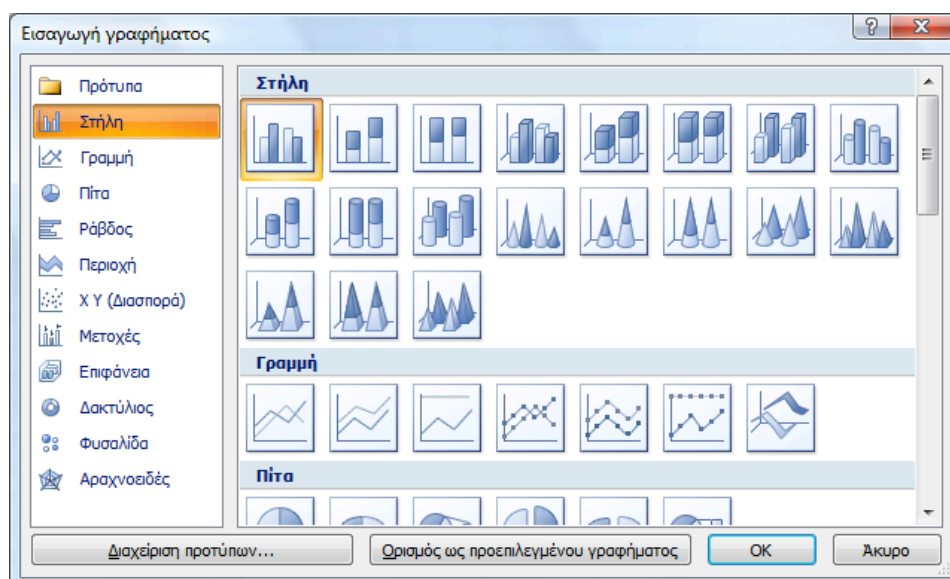 Εισαγωγή γραφήματος
Πρότυπα
Στήλη
Γραμμή
Πίτα
Ράβδος
Περιοχή
Χ Υ (Διασπορά)
Μετοχές
Επιφάνεια
Δακτύλιος
Φυσαλίδα
Αραχνοειδές
Στήλη
Γραμμή
Πίτα
Διαχείριση προτύπων...
Ορισμός ως προεπιλεγμένου γραφήματος
OK
Άκυρο